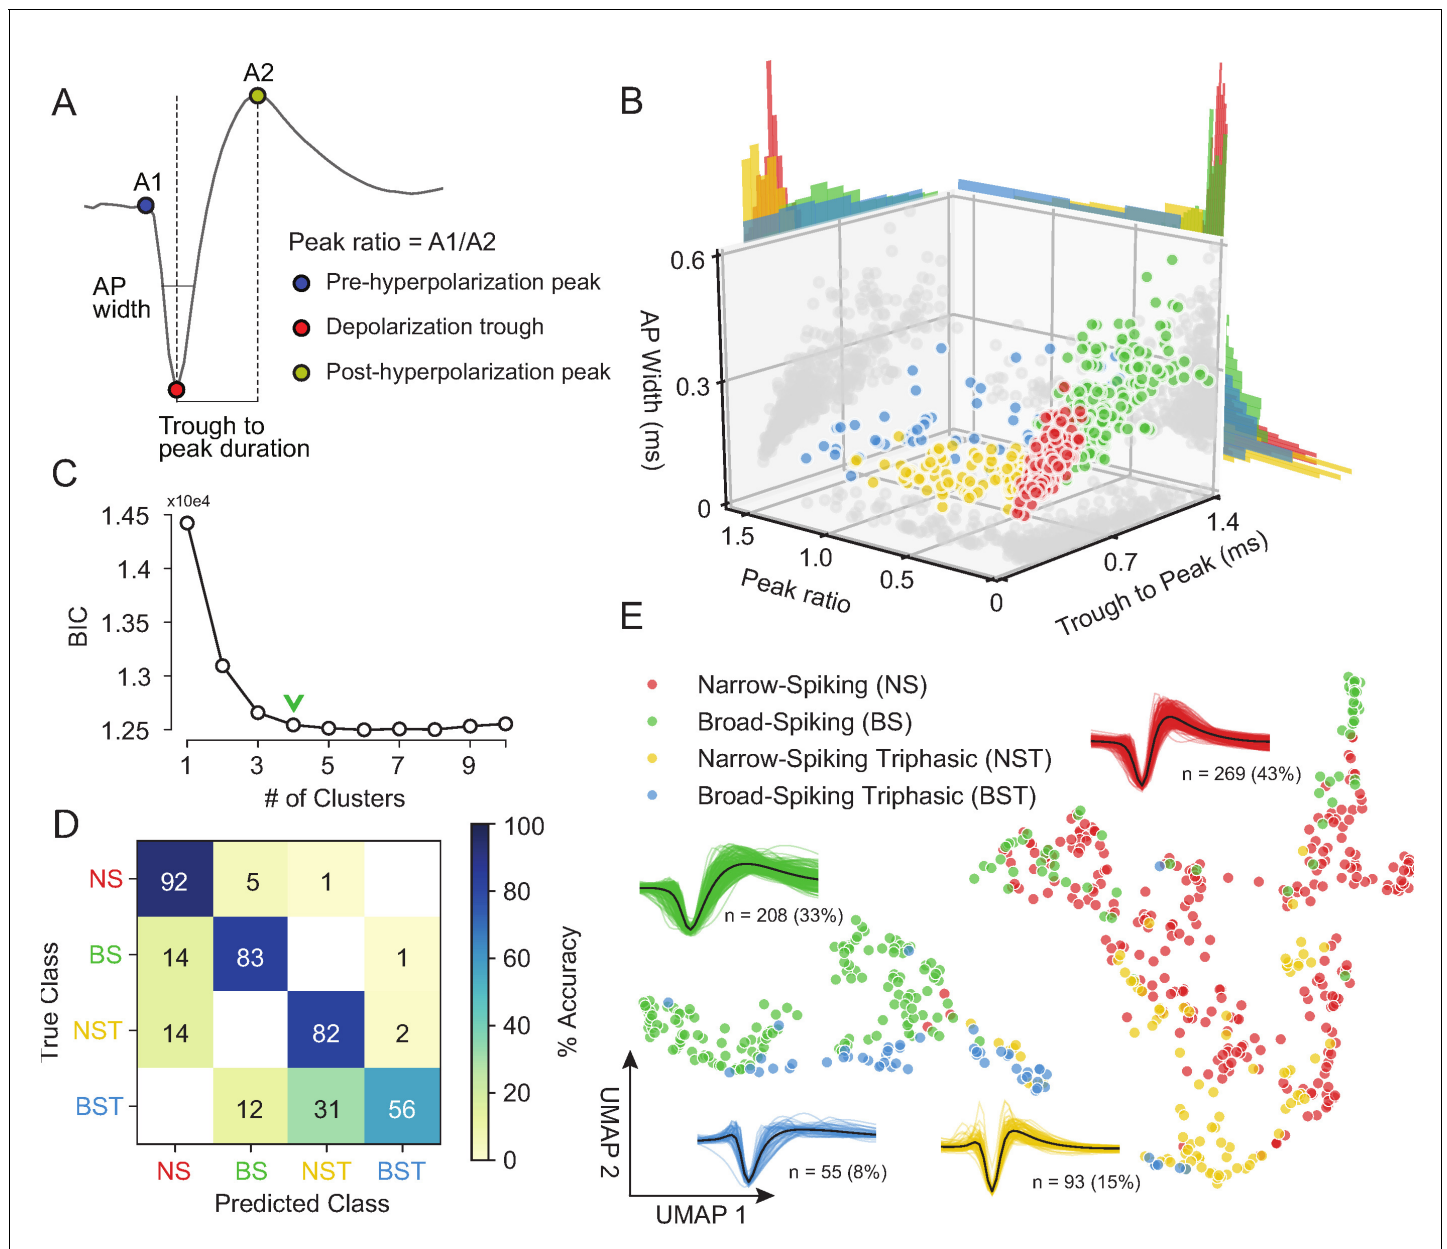 A
A2
A1
AP
width
Peak ratio = A1/A2
Pre-hyperpolarization peak
Depolarization trough
Post-hyperpolarization peak
Trough to
peak duration
B
0.6
0.3
0
AP Width (ms)
1.5
1.0
0.5
0
Peak ratio
0.7
1.4
Trough to Peak (ms)
C
x10e4
1.45
1.4
1.35
1.3
1.25
BIC
1 3 5 7 9
# of Clusters
D
NS 92 5 1
BS 14 83 1
NST 14 82 2
BST 12 31 56
NS BS NST BST
True Class
Predicted Class
100
80
60
40
20
0
% Accuracy
E
Narrow-Spiking (NS)
Broad-Spiking (BS)
Narrow-Spiking Triphasic (NST)
Broad-Spiking Triphasic (BST)
n = 269 (43%)
n = 208 (33%)
n = 55 (8%)
n = 93 (15%)
UMAP 2
UMAP 1